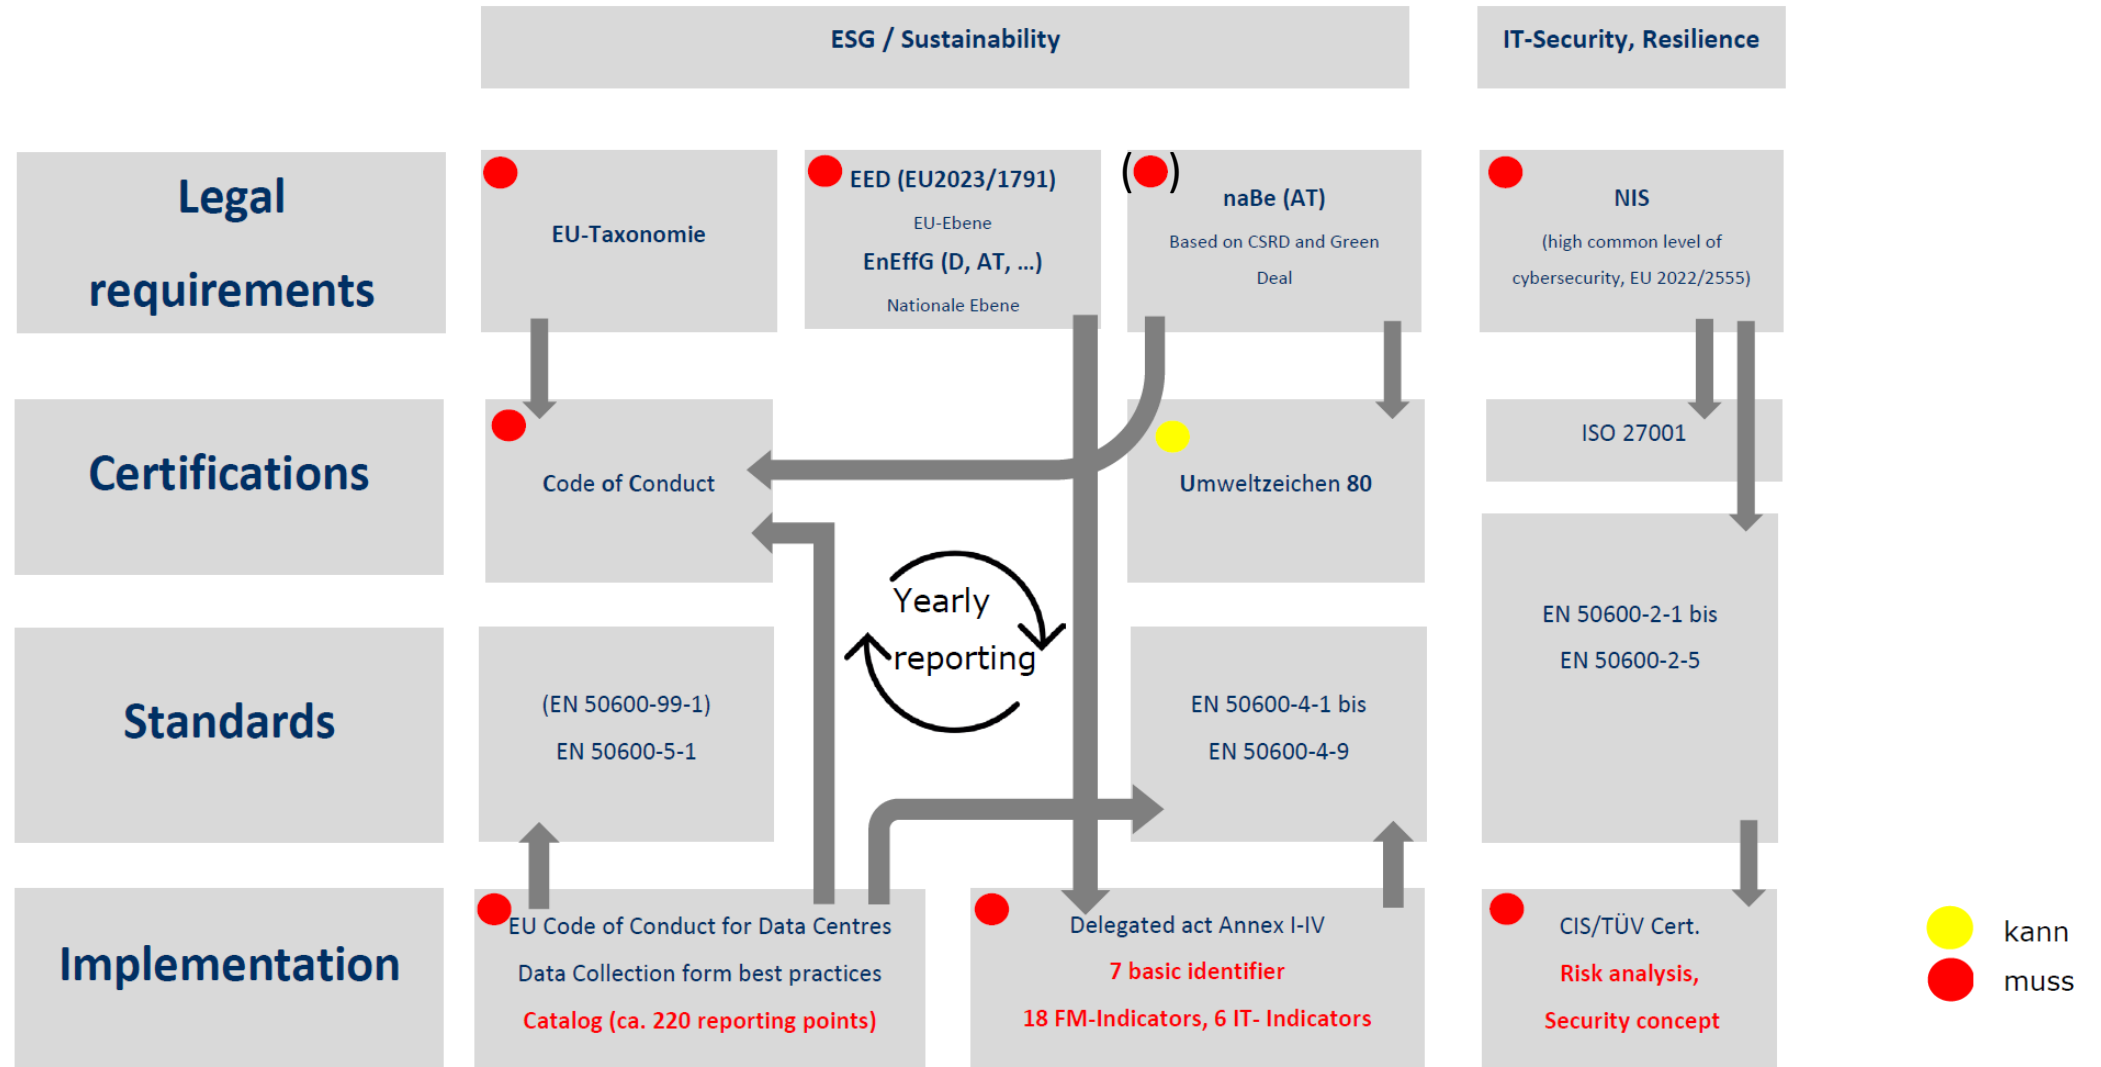 ESG / Sustainability
IT-Security, Resilience
Legal
requirements
EU-Taxonomie
EED (EU2023/1791)
EU-Ebene
EnEffG (D, AT, ...)
Nationale Ebene
( )
naBe (AT)
Based on CSRD and Green
Deal
NIS
(high common level of
cybersecurity, EU 2022/2555)
Certifications
Code of Conduct
Umweltzeichen 80
ISO 27001
Yearly
reporting
Standards
(EN 50600-99-1)
EN 50600-5-1
EN 50600-4-1 bis
EN 50600-4-9
EN 50600-2-1 bis
EN 50600-2-5
Implementation
EU Code of Conduct for Data Centres
Data Collection form best practices
Catalog (ca. 220 reporting points)
Delegated act Annex I-IV
7 basic identifier
18 FM-Indicators, 6 IT- Indicators
CIS/TÜV Cert.
Risk analysis,
Security concept
kann
muss